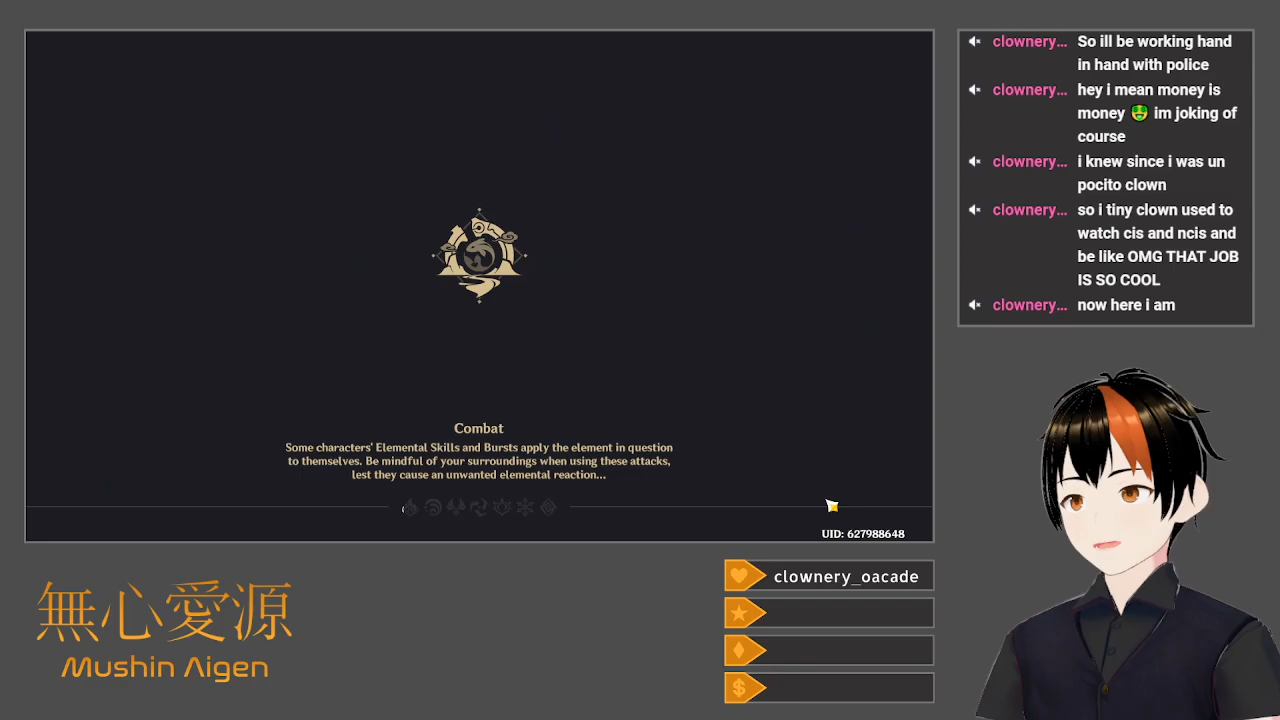 clownery... So ill be working hand
in hand with police
clownery... hey i mean money is
money 🤑 im joking of
course
clownery... i knew since i was un
pocito clown
clownery... so i tiny clown used to
watch cis and ncis and
be like OMG THAT JOB
IS SO COOL
clownery... now here i am
Combat
Some characters' Elemental Skills and Bursts apply the element in question
to themselves. Be mindful of your surroundings when using these attacks,
lest they cause an unwanted elemental reaction...
UID: 627988648
clownery_oacade
無心愛源
Mushin Aigen